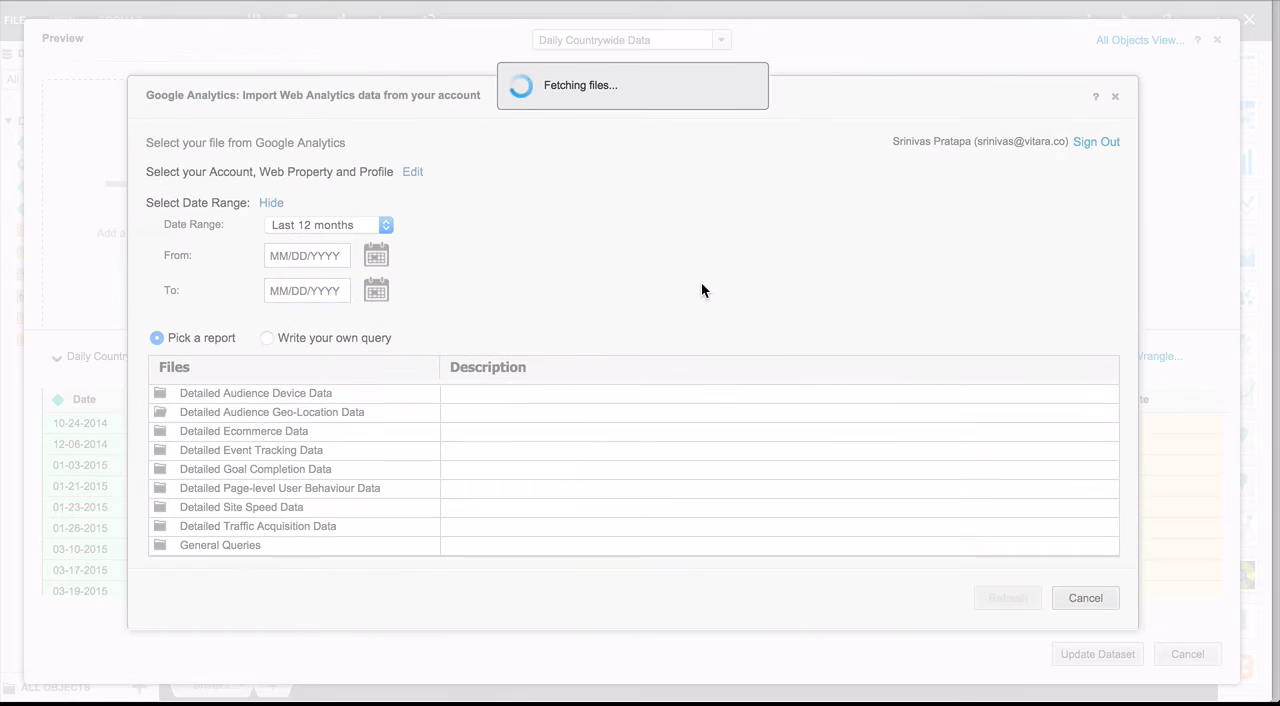 FILE
Preview
Daily Countrywide Data
All Objects View... ?
Fetching files...
Google Analytics: Import Web Analytics data from your account
?
Select your file from Google Analytics
Srinivas Pratapa (srinivas@vitara.co) Sign Out
Select your Account, Web Property and Profile Edit
Select Date Range: Hide
Date Range: Last 12 months
From: MM/DD/YYYY
To: MM/DD/YYYY
Pick a report Write your own query
Files Description
Detailed Audience Device Data
Detailed Audience Geo-Location Data
Detailed Ecommerce Data
Detailed Event Tracking Data
Detailed Goal Completion Data
Detailed Page-level User Behaviour Data
Detailed Site Speed Data
Detailed Traffic Acquisition Data
General Queries
Refresh Cancel
Daily Count
Date
10-24-2014
12-06-2014
01-03-2015
01-21-2015
01-23-2015
01-26-2015
03-10-2015
03-17-2015
03-19-2015
Update Dataset Cancel
ALL OBJECTS